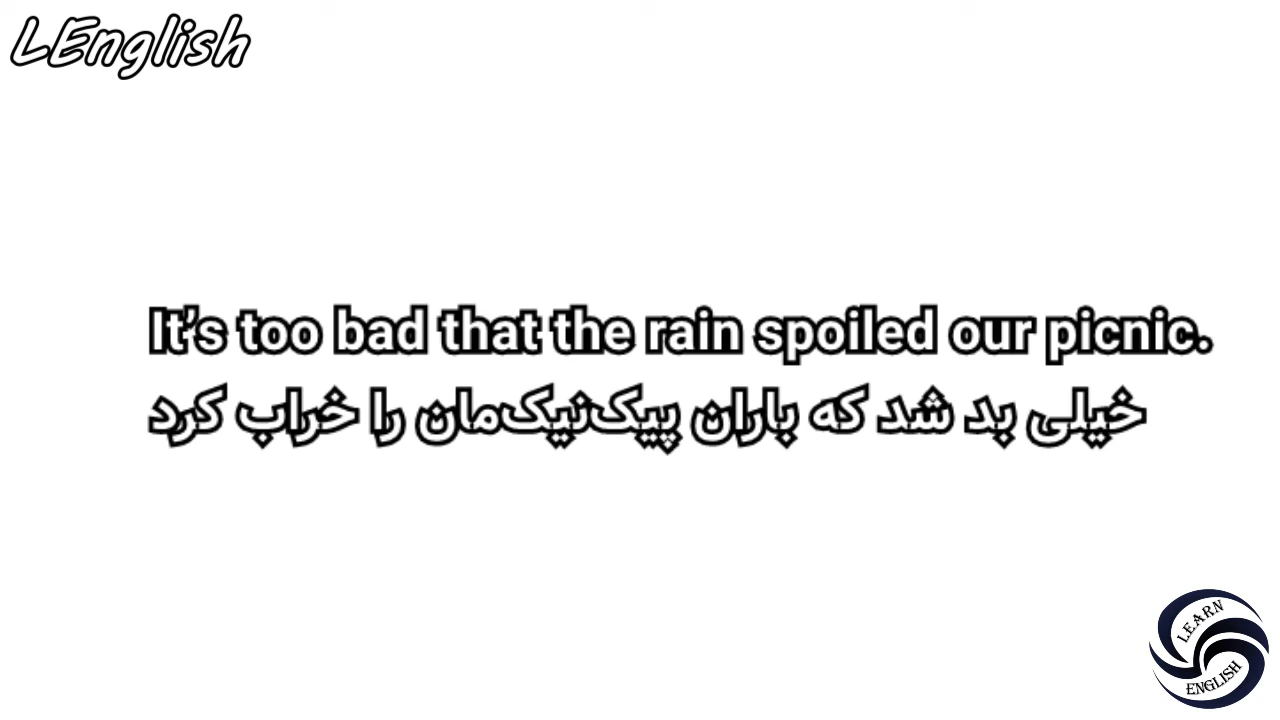 LEnglish
It's too bad that the rain spoiled our picnic.
خیلی بد شد که باران پیک‌نیک‌مان را خراب کرد
LEARN
ENGLISH